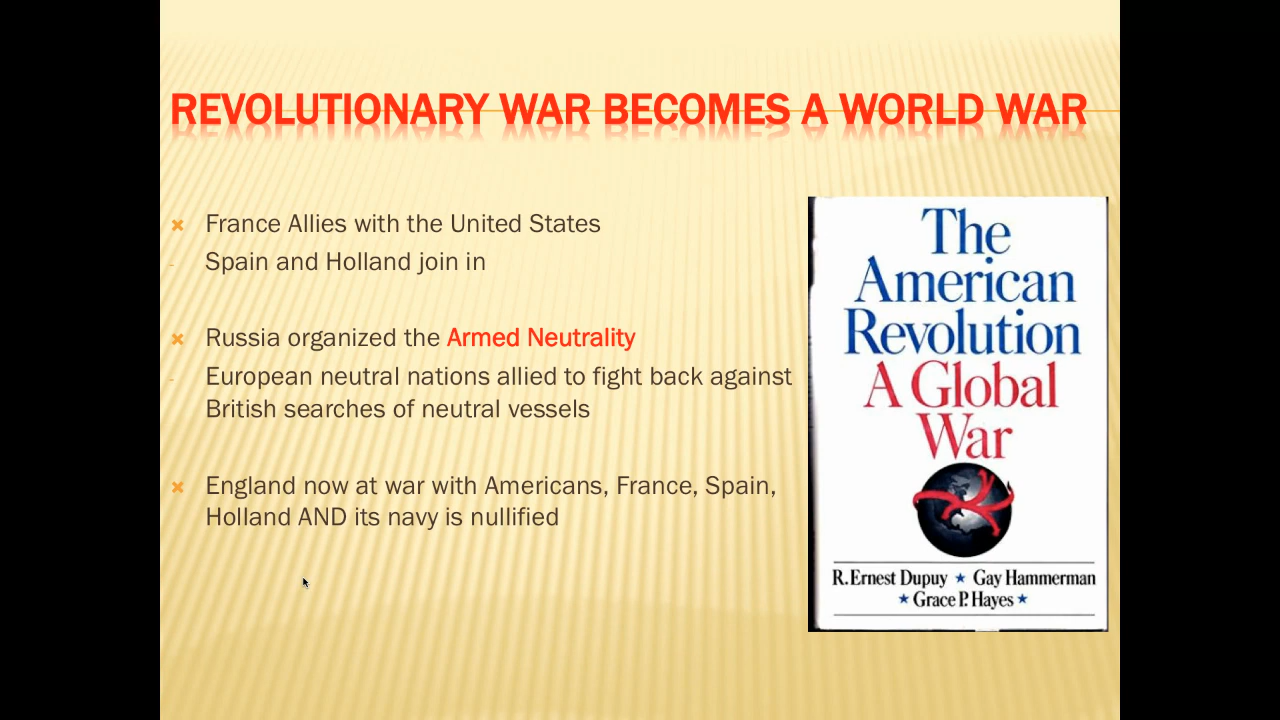 REVOLUTIONARY WAR BECOMES A WORLD WAR
France Allies with the United States
- Spain and Holland join in
Russia organized the Armed Neutrality
- European neutral nations allied to fight back against
British searches of neutral vessels
England now at war with Americans, France, Spain,
Holland AND its navy is nullified
The
American
Revolution
A Global
War
R. Ernest Dupuy ★ Gay Hammerman
★ Grace P. Hayes ★